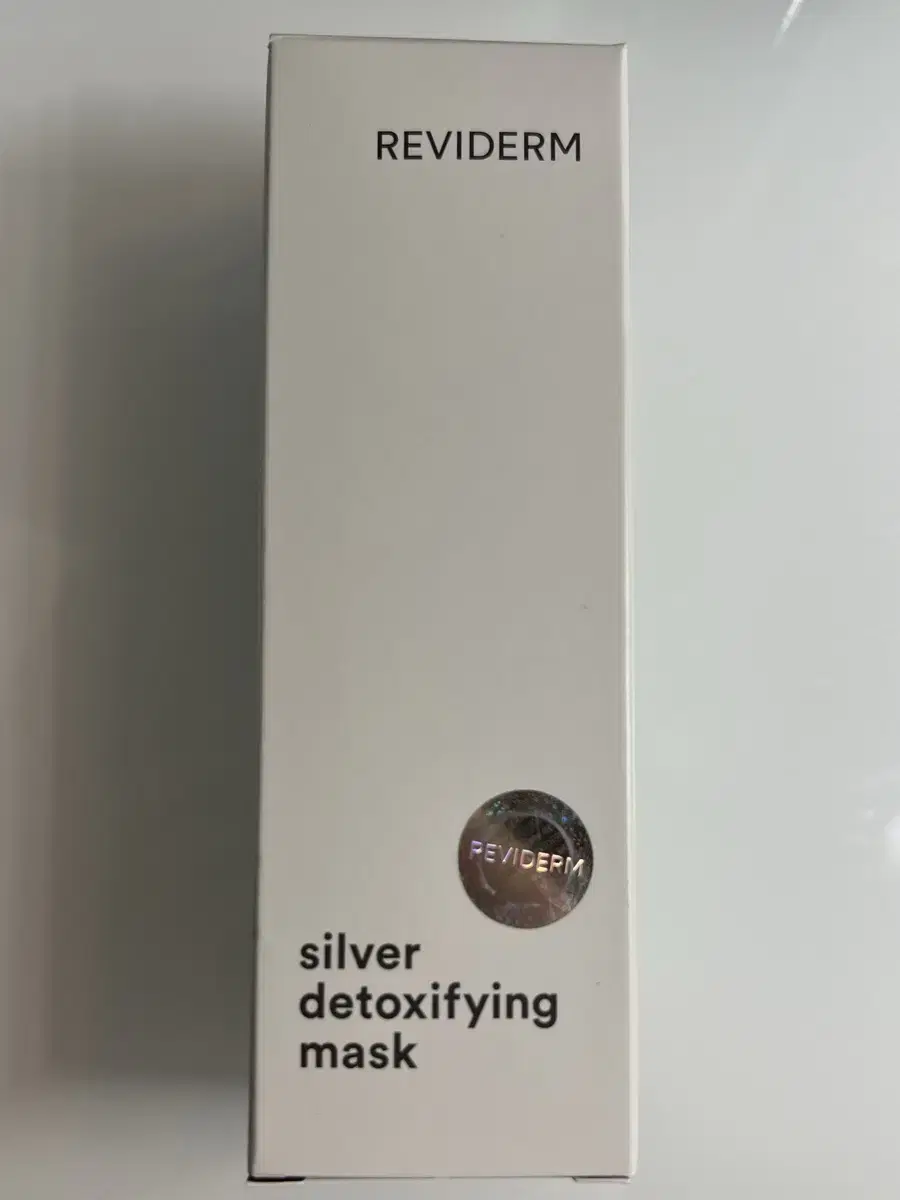 REVIDERM
REVIDERM
silver
detoxifying
mask